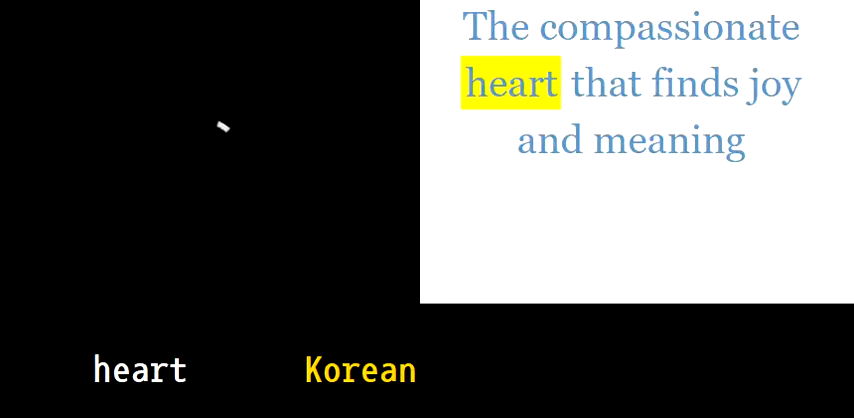 The compassionate
heart that finds joy
and meaning
heart Korean